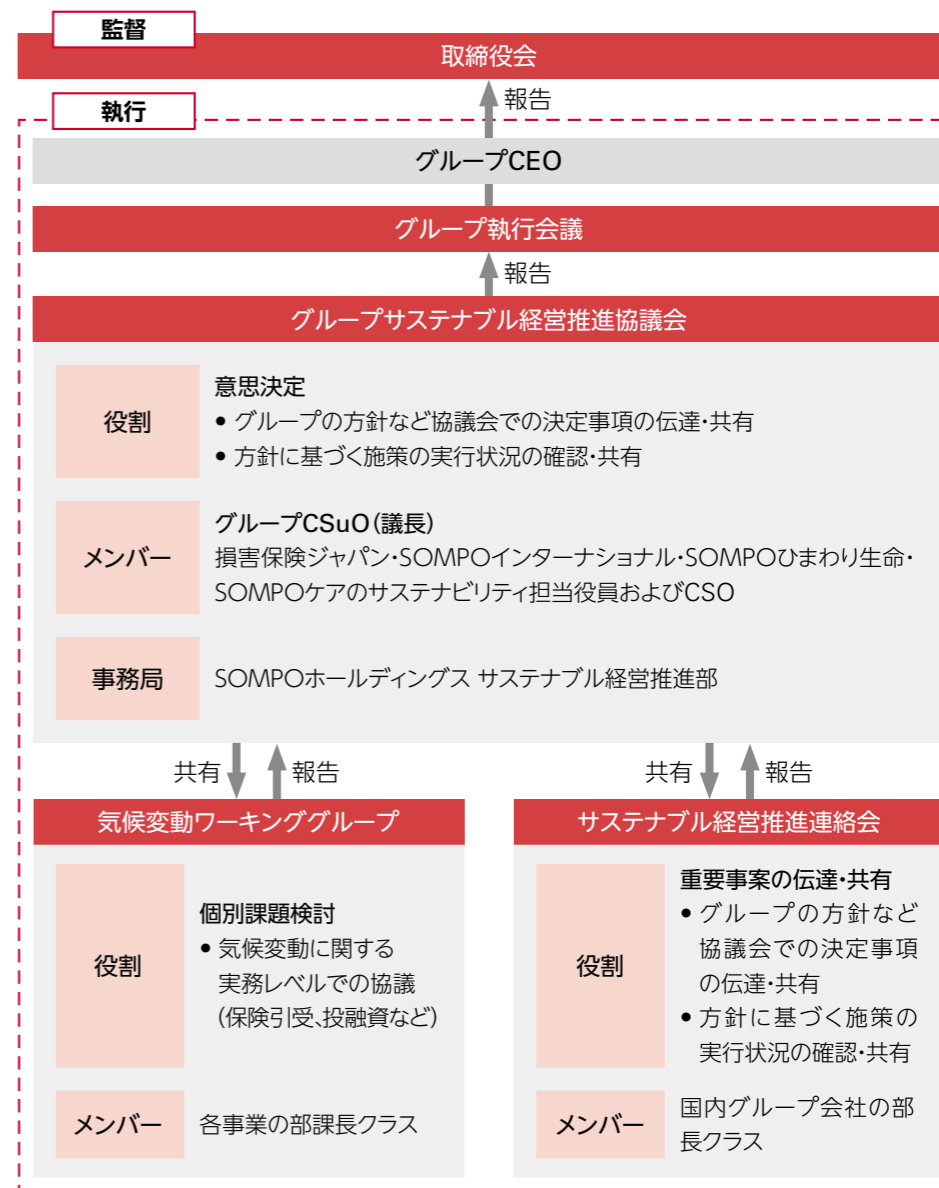 監督
取締役会
報告
執行
グループCEO
グループ執行会議
報告
グループサステナブル経営推進協議会
役割
意思決定
• グループの方針など協議会での決定事項の伝達・共有
• 方針に基づく施策の実行状況の確認・共有
メンバー
グループCSuO（議長）
損害保険ジャパン・SOMPOインターナショナル・SOMPOひまわり生命・
SOMPOケアのサステナビリティ担当役員およびCSO
事務局
SOMPOホールディングス サステナブル経営推進部
共有
報告
共有
報告
気候変動ワーキンググループ
役割
個別課題検討
• 気候変動に関する
実務レベルでの協議
（保険引受、投融資など）
メンバー
各事業の部課長クラス
サステナブル経営推進連絡会
役割
重要事案の伝達・共有
• グループの方針など
協議会での決定事項
の伝達・共有
• 方針に基づく施策の
実行状況の確認・共有
メンバー
国内グループ会社の部
長クラス